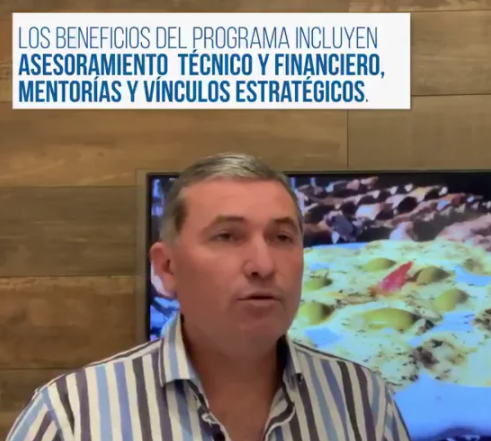 LOS BENEFICIOS DEL PROGRAMA INCLUYEN
ASESORAMIENTO TÉCNICO Y FINANCIERO,
MENTORÍAS Y VÍNCULOS ESTRATÉGICOS.